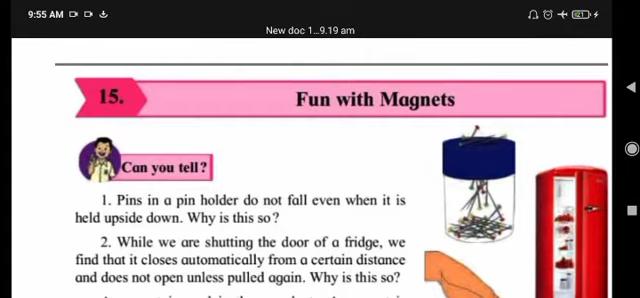 9:55 AM
21
New doc 1...9.19 am
15.
Fun with Magnets
Can you tell?
1. Pins in a pin holder do not fall even when it is
held upside down. Why is this so?
2. While we are shutting the door of a fridge, we
find that it closes automatically from a certain distance
and does not open unless pulled again. Why is this so?